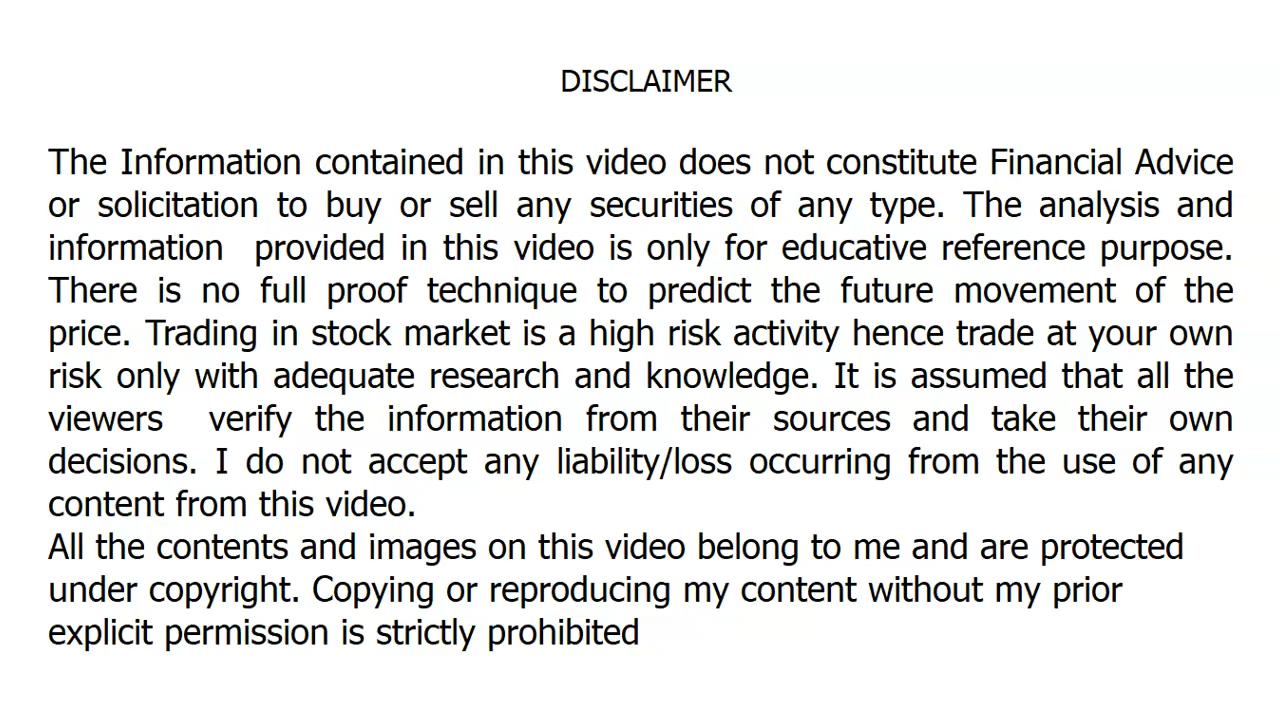 DISCLAIMER
The Information contained in this video does not constitute Financial Advice
or solicitation to buy or sell any securities of any type. The analysis and
information provided in this video is only for educative reference purpose.
There is no full proof technique to predict the future movement of the
price. Trading in stock market is a high risk activity hence trade at your own
risk only with adequate research and knowledge. It is assumed that all the
viewers verify the information from their sources and take their own
decisions. I do not accept any liability/loss occurring from the use of any
content from this video.
All the contents and images on this video belong to me and are protected
under copyright. Copying or reproducing my content without my prior
explicit permission is strictly prohibited